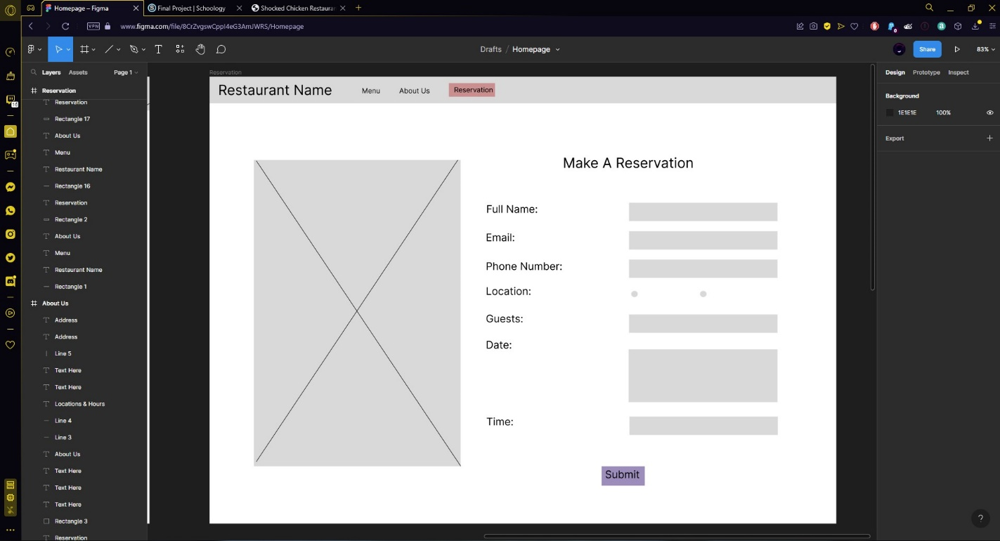 Homepage – Figma
Final Project | Schoology
Shocked Chicken Restaurar
VPN
www.figma.com/file/8CrZvgswCppI4eG3AmJWRS/Homepage
Drafts / Homepage
Share
83%
Layers Assets Page 1
Reservation
Reservation
Rectangle 17
About Us
Menu
Restaurant Name
Rectangle 16
Reservation
Rectangle 2
About Us
Menu
Restaurant Name
Rectangle 1
About Us
Address
Address
Line 5
Text Here
Text Here
Locations & Hours
Line 4
Line 3
About Us
Text Here
Text Here
Text Here
Rectangle 3
Reservation
Reservation
Restaurant Name Menu About Us Reservation
Make A Reservation
Full Name:
Email:
Phone Number:
Location:
Guests:
Date:
Time:
Submit
Design Prototype Inspect
Background
1E1E1E 100%
Export
?